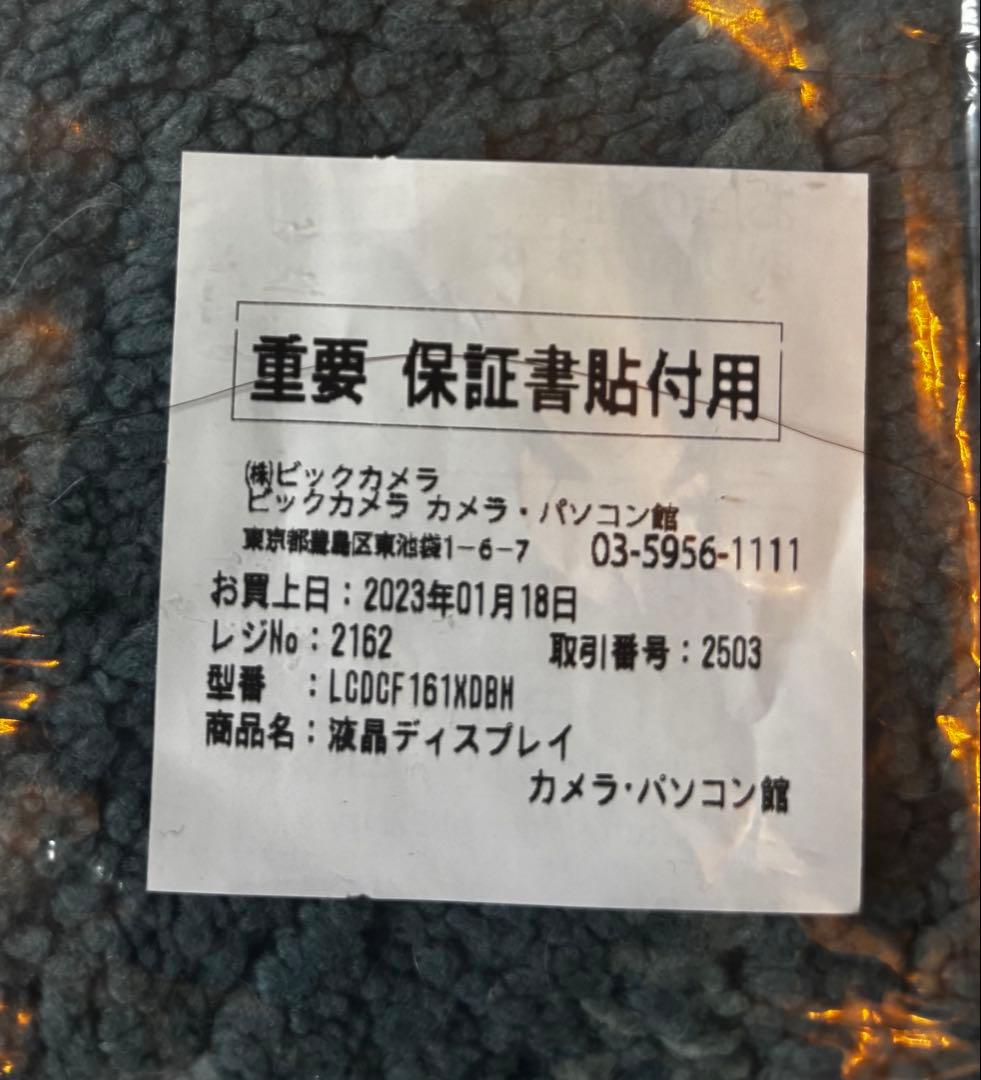 重要 保証書貼付用
㈱ビックカメラ
ビックカメラ カメラ・パソコン館
東京都豊島区東池袋1-6-7 03-5956-1111
お買上日：2023年01月18日
レジNo：2162 取引番号：2503
型番 ：LCDCF161XDBM
商品名：液晶ディスプレイ
カメラ・パソコン館